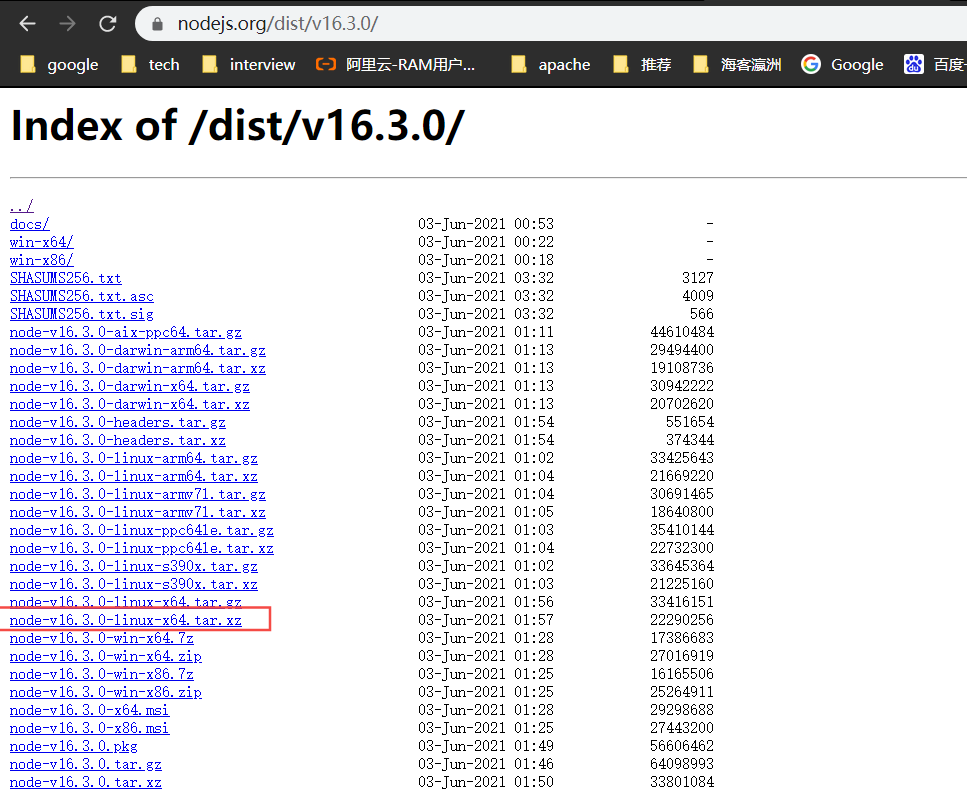 nodejs.org/dist/v16.3.0/
google tech interview 阿里云-RAM用户... apache 推荐 海客瀛洲 Google 百度
Index of /dist/v16.3.0/
../
docs/ 03-Jun-2021 00:53 -
win-x64/ 03-Jun-2021 00:22 -
win-x86/ 03-Jun-2021 00:18 -
SHASUMS256.txt 03-Jun-2021 03:32 3127
SHASUMS256.txt.asc 03-Jun-2021 03:32 4009
SHASUMS256.txt.sig 03-Jun-2021 03:32 566
node-v16.3.0-aix-ppc64.tar.gz 03-Jun-2021 01:11 44610484
node-v16.3.0-darwin-arm64.tar.gz 03-Jun-2021 01:13 29494400
node-v16.3.0-darwin-arm64.tar.xz 03-Jun-2021 01:13 19108736
node-v16.3.0-darwin-x64.tar.gz 03-Jun-2021 01:13 30942222
node-v16.3.0-darwin-x64.tar.xz 03-Jun-2021 01:13 20702620
node-v16.3.0-headers.tar.gz 03-Jun-2021 01:54 551654
node-v16.3.0-headers.tar.xz 03-Jun-2021 01:54 374344
node-v16.3.0-linux-arm64.tar.gz 03-Jun-2021 01:02 33425643
node-v16.3.0-linux-arm64.tar.xz 03-Jun-2021 01:04 21669220
node-v16.3.0-linux-armv7l.tar.gz 03-Jun-2021 01:04 30691465
node-v16.3.0-linux-armv7l.tar.xz 03-Jun-2021 01:05 18640800
node-v16.3.0-linux-ppc64le.tar.gz 03-Jun-2021 01:03 35410144
node-v16.3.0-linux-ppc64le.tar.xz 03-Jun-2021 01:04 22732300
node-v16.3.0-linux-s390x.tar.gz 03-Jun-2021 01:02 33645364
node-v16.3.0-linux-s390x.tar.xz 03-Jun-2021 01:03 21225160
node-v16.3.0-linux-x64.tar.gz 03-Jun-2021 01:56 33416151
node-v16.3.0-linux-x64.tar.xz 03-Jun-2021 01:57 22290256
node-v16.3.0-win-x64.7z 03-Jun-2021 01:28 17386683
node-v16.3.0-win-x64.zip 03-Jun-2021 01:28 27016919
node-v16.3.0-win-x86.7z 03-Jun-2021 01:25 16165506
node-v16.3.0-win-x86.zip 03-Jun-2021 01:25 25264911
node-v16.3.0-x64.msi 03-Jun-2021 01:28 29298688
node-v16.3.0-x86.msi 03-Jun-2021 01:25 27443200
node-v16.3.0.pkg 03-Jun-2021 01:49 56606462
node-v16.3.0.tar.gz 03-Jun-2021 01:46 64098993
node-v16.3.0.tar.xz 03-Jun-2021 01:50 33801084